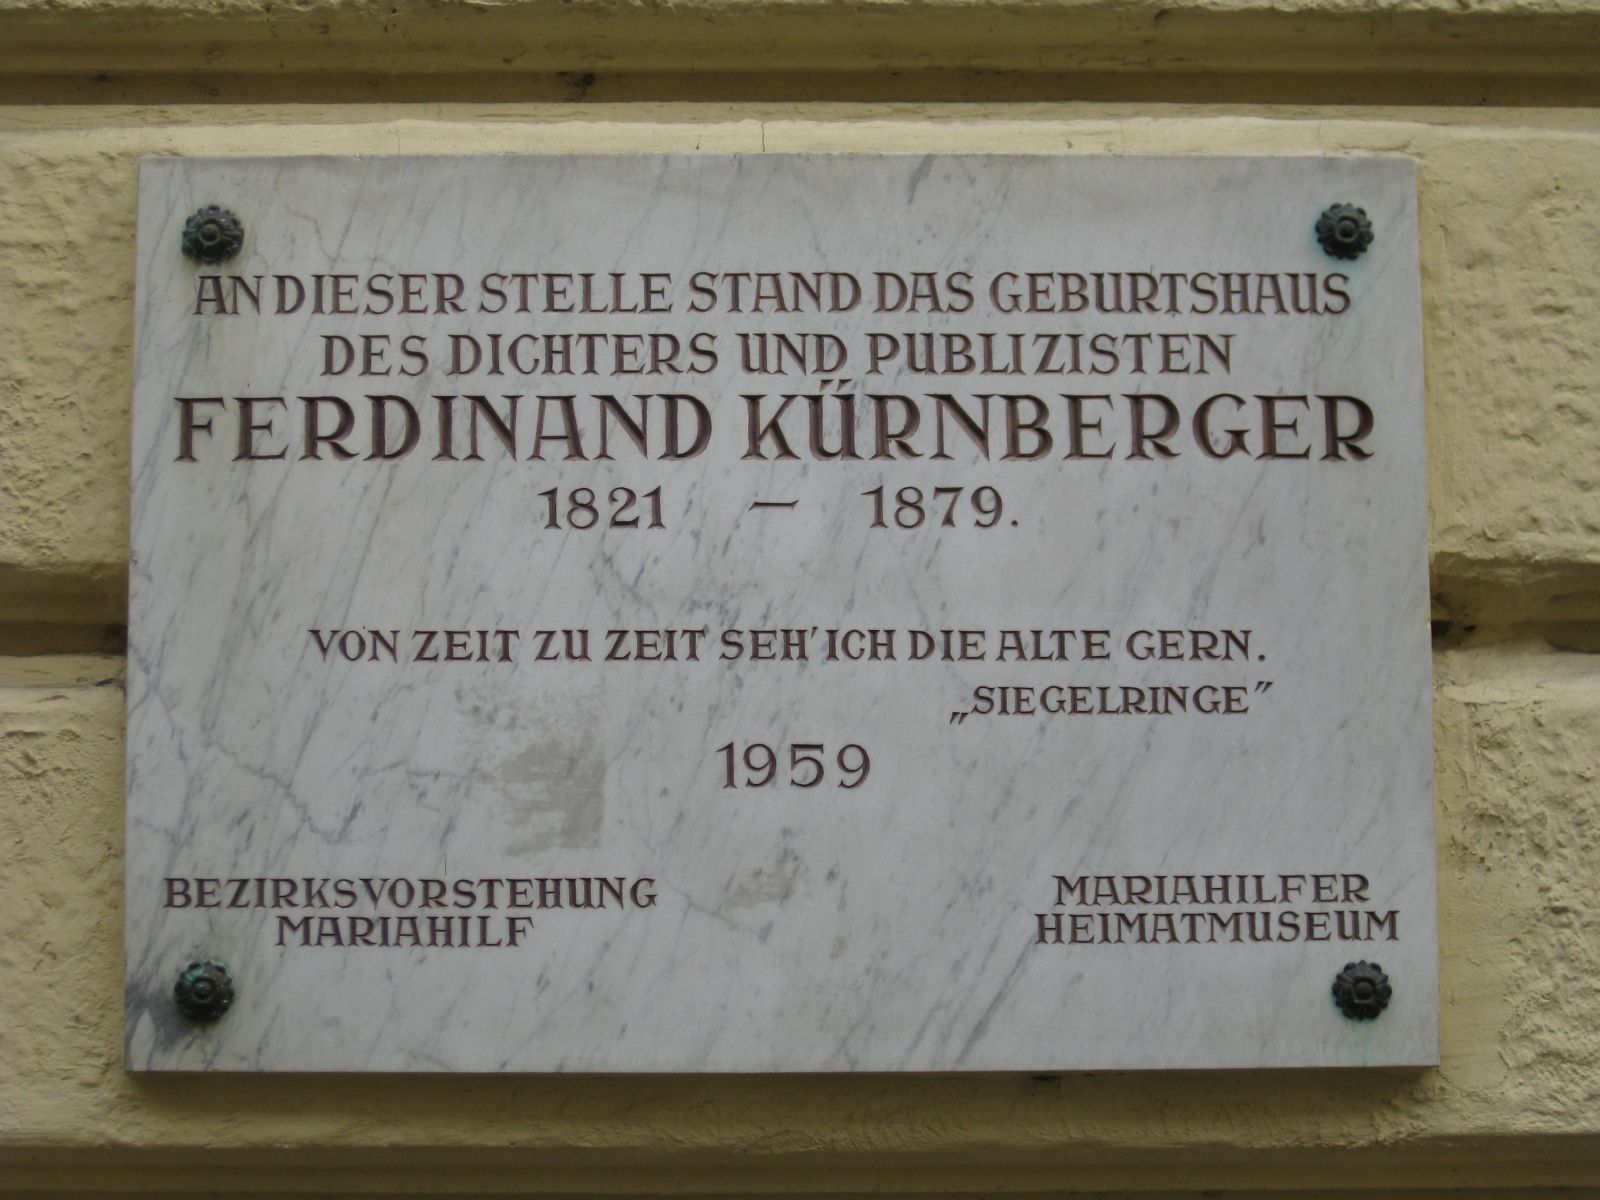 AN DIESER STELLE STAND DAS GEBURTSHAUS
DES DICHTERS UND PUBLIZISTEN
FERDINAND KÜRNBERGER
1821 – 1879.
VON ZEIT ZU ZEIT SEH'ICH DIE ALTE GERN.
„SIEGELRINGE”
1959
BEZIRKSVORSTEHUNG
MARIAHILF
MARIAHILFER
HEIMATMUSEUM